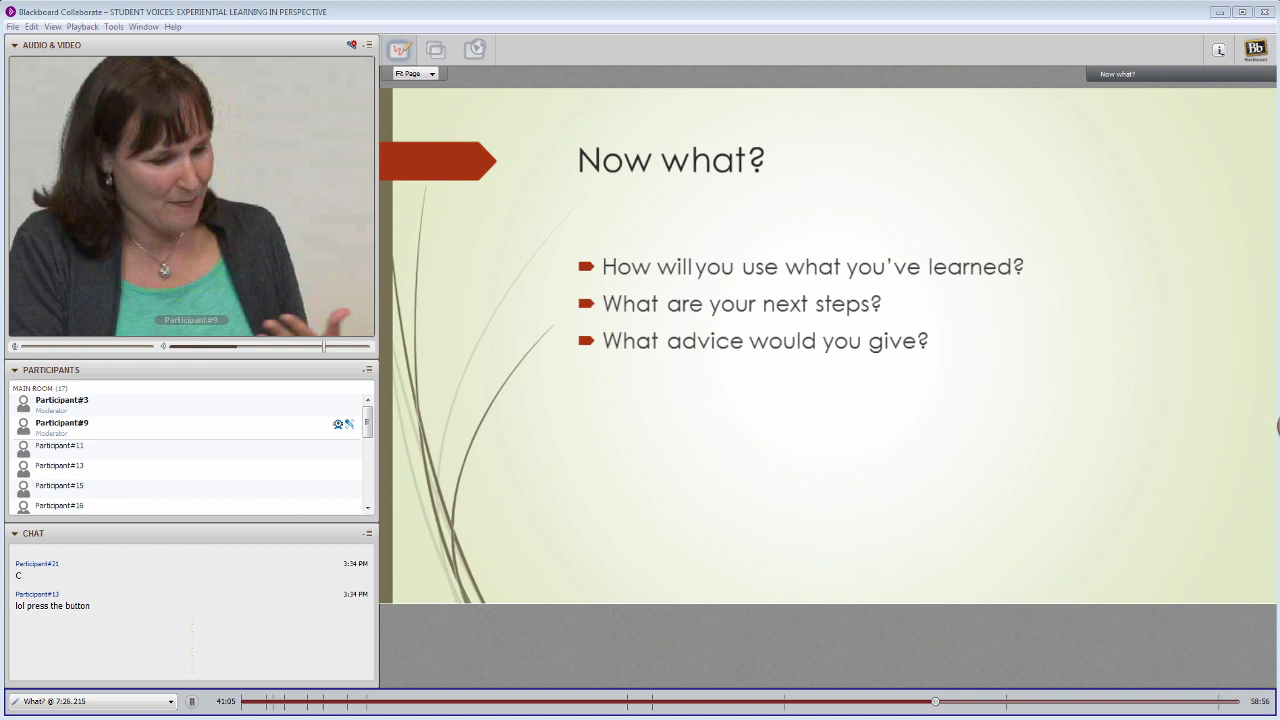 Blackboard Collaborate – STUDENT VOICES: EXPERIENTIAL LEARNING IN PERSPECTIVE
File Edit View Playback Tools Window Help
AUDIO & VIDEO
Participant#9
PARTICIPANTS
MAIN ROOM (17)
Participant#3
Moderator
Participant#9
Moderator
Participant#11
Participant#13
Participant#15
Participant#16
CHAT
Participant#21 3:34 PM
C
Participant#13 3:34 PM
lol press the button
Fit Page
Bb
Blackboard
Now what?
Now what?
How will you use what you've learned?
What are your next steps?
What advice would you give?
What? @ 7:26.215
41:05
58:56